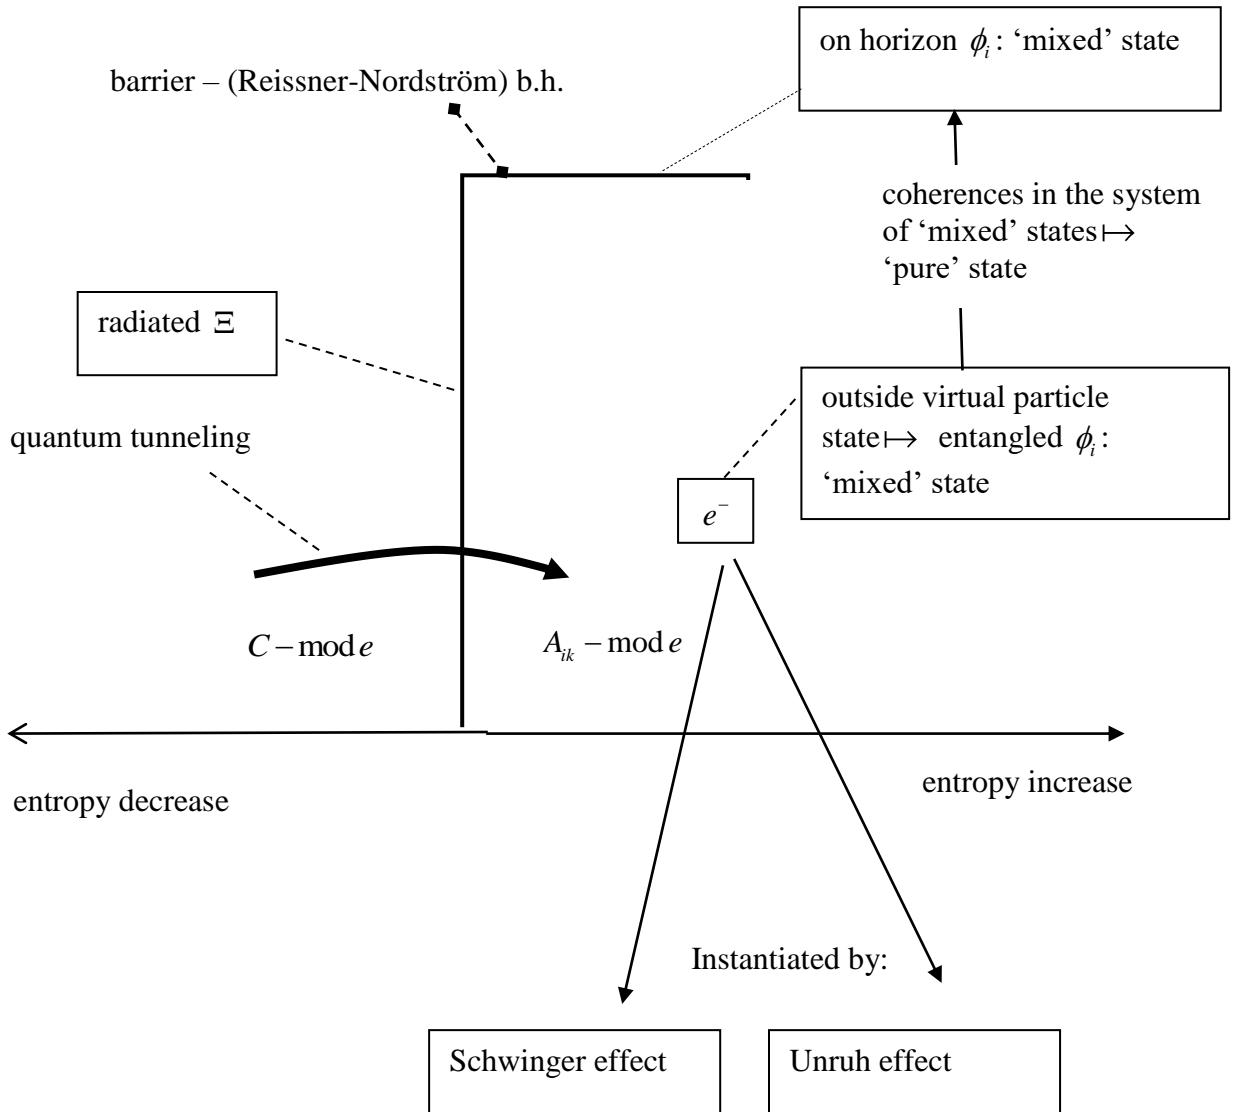 on horizon ϕᵢ: ‘mixed’ state
barrier – (Reissner-Nordström) b.h.
coherences in the system
of ‘mixed’ states↦
‘pure’ state
radiated Ξ
outside virtual particle
state↦ entangled ϕᵢ:
‘mixed’ state
quantum tunneling
e⁻
C − mod e
Aᵢₖ − mod e
entropy increase
entropy decrease
Instantiated by:
Schwinger effect
Unruh effect